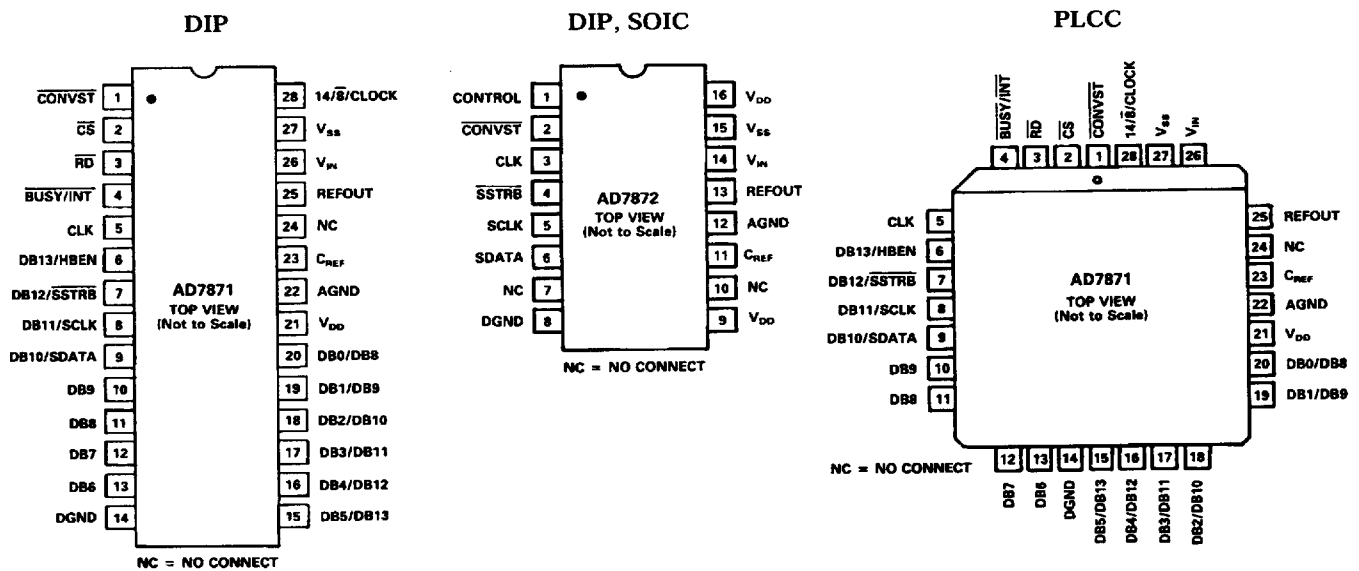 DIP
CONVST 1
CS 2
RD 3
BUSY/INT 4
CLK 5
DB13/HBEN 6
DB12/SSTRB 7
DB11/SCLK 8
DB10/SDATA 9
DB9 10
DB8 11
DB7 12
DB6 13
DGND 14
AD7871
TOP VIEW
(Not to Scale)
28 14/8/CLOCK
27 VSS
26 VIN
25 REFOUT
24 NC
23 CREF
22 AGND
21 VDD
20 DB0/DB8
19 DB1/DB9
18 DB2/DB10
17 DB3/DB11
16 DB4/DB12
15 DB5/DB13
NC = NO CONNECT
DIP, SOIC
CONTROL 1
CONVST 2
CLK 3
SSTRB 4
SCLK 5
SDATA 6
NC 7
DGND 8
AD7872
TOP VIEW
(Not to Scale)
16 VDD
15 VSS
14 VIN
13 REFOUT
12 AGND
11 CREF
10 NC
9 VDD
NC = NO CONNECT
PLCC
BUSY/INT
RD
CS
CONVST
14/8/CLOCK
VSS
VIN
4 3 2 1 28 27 26
CLK 5
DB13/HBEN 6
DB12/SSTRB 7
DB11/SCLK 8
DB10/SDATA 9
DB9 10
DB8 11
AD7871
TOP VIEW
(Not to Scale)
25 REFOUT
24 NC
23 CREF
22 AGND
21 VDD
20 DB0/DB8
19 DB1/DB9
12 13 14 15 16 17 18
DB7
DB6
DGND
DB5/DB13
DB4/DB12
DB3/DB11
DB2/DB10
NC = NO CONNECT